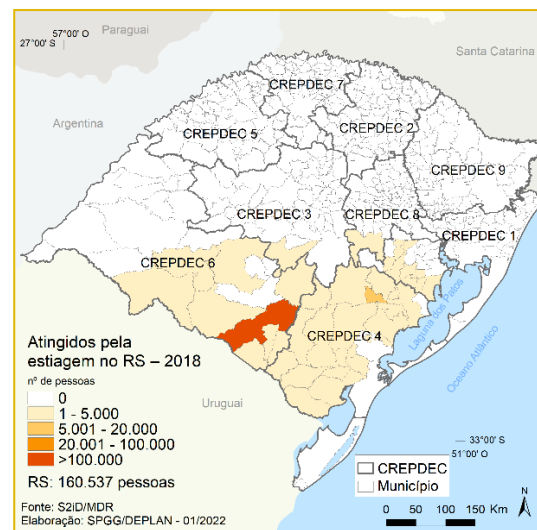 Paraguai
57°00' O
27°00' S
Santa Catarina
Argentina
CREPDEC 7
CREPDEC 2
CREPDEC 5
CREPDEC 9
CREPDEC 3
CREPDEC 8
CREPDEC 1
CREPDEC 6
CREPDEC 4
Laguna dos Patos
Oceano Atlântico
Uruguai
Atingidos pela
estiagem no RS – 2018
nº de pessoas
0
1 - 5.000
5.001 - 20.000
20.001 - 100.000
>100.000
RS: 160.537 pessoas
33°00' S
51°00' O
CREPDEC
Município
Fonte: S2iD/MDR
Elaboração: SPGG/DEPLAN - 01/2022
0 50 100 150 Km
N